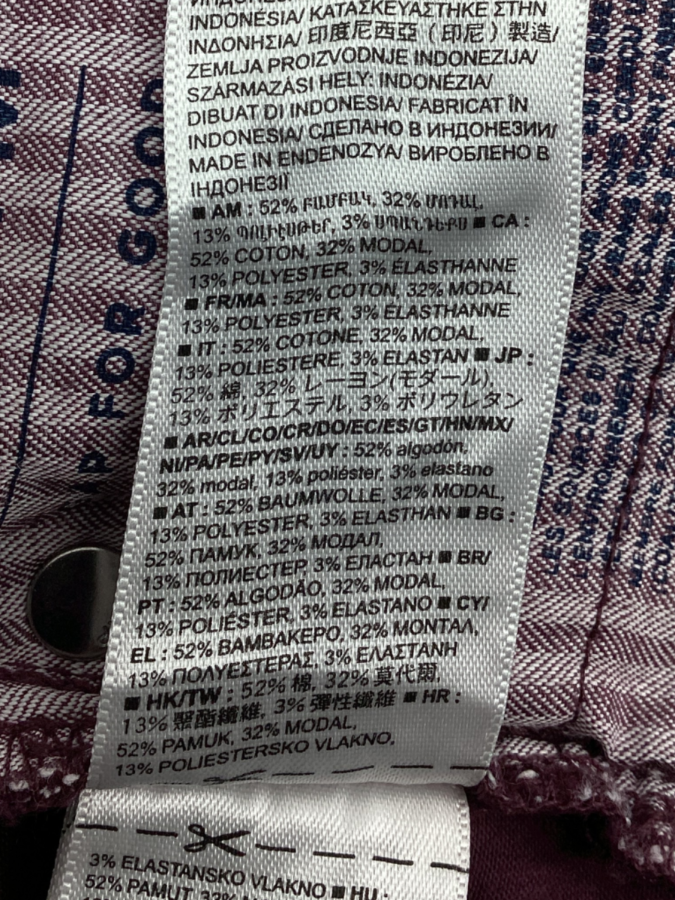 INDONÉSIA/ ΚΑΤΑΣΚΕΥΑΣΤΗΚΕ ΣΤΗΝ
ΙΝΔΟΝΗΣΙΑ/ 印度尼西亞（印尼）製造/
ZEMLJA PROIZVODNJE INDONEZIJA/
SZÁRMAZÁSI HELY: INDONÉZIA/
DIBUAT DI INDONESIA/ FABRICAT ÎN
INDONESIA/ СДЕЛАНО В ИНДОНЕЗИИ/
MADE IN ENDENOZYA/ ВИРОБЛЕНО В
ІНДОНЕЗІЇ
■ AM : 52% ԲԱՄԲԱԿ, 32% ՄՈԴԱԼ,
13% ՊՈԼԻԷՍԹԵՐ, 3% ՍՊԱՆԴԵՔՍ ■ CA :
52% COTON, 32% MODAL,
13% POLYESTER, 3% ÉLASTHANNE
■ FR/MA : 52% COTON, 32% MODAL,
13% POLYESTER, 3% ÉLASTHANNE
■ IT : 52% COTONE, 32% MODAL,
13% POLIESTERE, 3% ELASTAN ■ JP :
52% 綿, 32% レーヨン(モダール),
13% ポリエステル, 3% ポリウレタン
■ AR/CL/CO/CR/DO/EC/ES/GT/HN/MX/
NI/PA/PE/PY/SV/UY : 52% algodón,
32% modal, 13% poliéster, 3% elastano
■ AT : 52% BAUMWOLLE, 32% MODAL,
13% POLYESTER, 3% ELASTHAN ■ BG :
52% ПАМУК, 32% МОДАЛ,
13% ПОЛИЕСТЕР, 3% ЕЛАСТАН ■ BR/
PT : 52% ALGODÃO, 32% MODAL,
13% POLIÉSTER, 3% ELASTANO ■ CY/
EL : 52% ΒΑΜΒΑΚΕΡΟ, 32% ΜΟΝΤΑΛ,
13% ΠΟΛΥΕΣΤΕΡΑΣ, 3% ΕΛΑΣΤΑΝΗ
■ HK/TW : 52% 棉, 32% 莫代爾,
13% 聚酯纖維, 3% 彈性纖維 ■ HR :
52% PAMUK, 32% MODAL,
13% POLIESTERSKO VLAKNO,
3% ELASTANSKO VLAKNO ■ HU :
52% PAMUT, 32%
FOR GOOD
LES SOURCES D'EAU